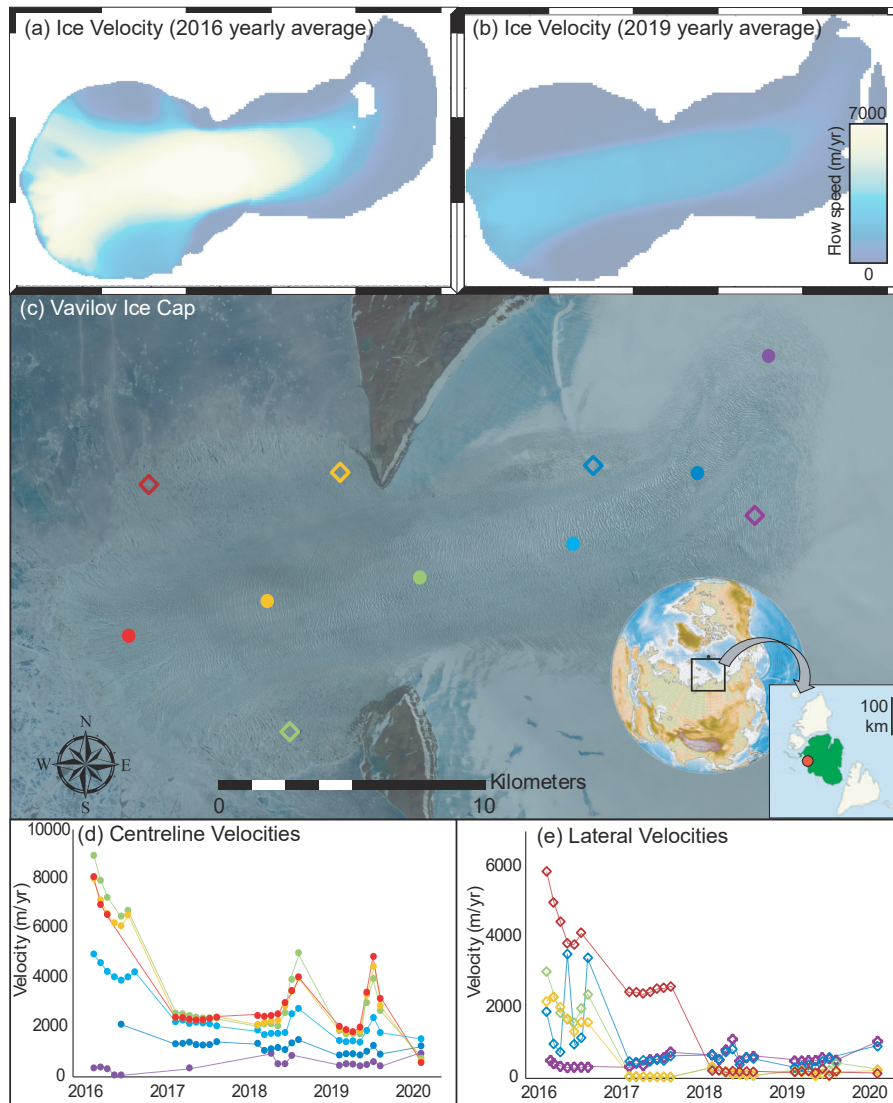 (a) Ice Velocity (2016 yearly average)
(b) Ice Velocity (2019 yearly average)
7000
Flow speed (m/yr)
0
(c) Vavilov Ice Cap
N
W E
S
0 10
Kilometers
100
km
(d) Centreline Velocities
Velocity (m/yr)
10000
8000
6000
4000
2000
0
2016 2017 2018 2019 2020
(e) Lateral Velocities
Velocity (m/yr)
6000
4000
2000
0
2016 2017 2018 2019 2020